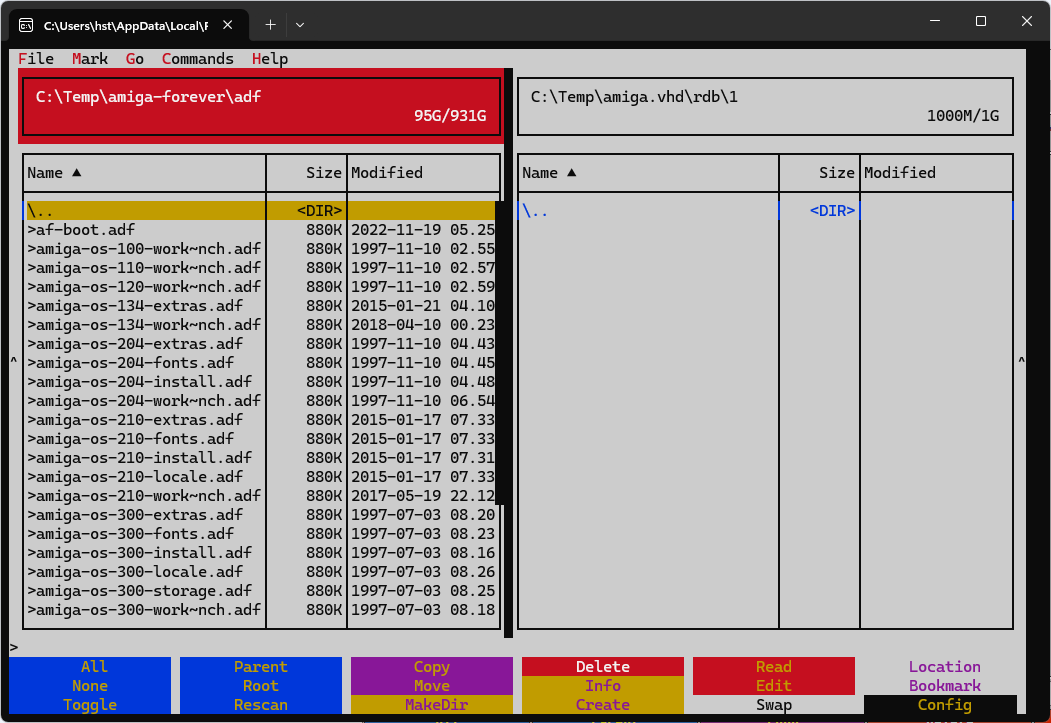 C:\Users\hst\AppData\Local\F
File Mark Go Commands Help
C:\Temp\amiga-forever\adf
95G/931G
C:\Temp\amiga.vhd\rdb\1
1000M/1G
Name ▲ Size Modified
\.. <DIR>
>af-boot.adf 880K 2022-11-19 05.25
>amiga-os-100-work~nch.adf 880K 1997-11-10 02.55
>amiga-os-110-work~nch.adf 880K 1997-11-10 02.57
>amiga-os-120-work~nch.adf 880K 1997-11-10 02.59
>amiga-os-134-extras.adf 880K 2015-01-21 04.10
>amiga-os-134-work~nch.adf 880K 2018-04-10 00.23
>amiga-os-204-extras.adf 880K 1997-11-10 04.43
>amiga-os-204-fonts.adf 880K 1997-11-10 04.45
>amiga-os-204-install.adf 880K 1997-11-10 04.48
>amiga-os-204-work~nch.adf 880K 1997-11-10 06.54
>amiga-os-210-extras.adf 880K 2015-01-17 07.33
>amiga-os-210-fonts.adf 880K 2015-01-17 07.33
>amiga-os-210-install.adf 880K 2015-01-17 07.31
>amiga-os-210-locale.adf 880K 2015-01-17 07.33
>amiga-os-210-work~nch.adf 880K 2017-05-19 22.12
>amiga-os-300-extras.adf 880K 1997-07-03 08.20
>amiga-os-300-fonts.adf 880K 1997-07-03 08.23
>amiga-os-300-install.adf 880K 1997-07-03 08.16
>amiga-os-300-locale.adf 880K 1997-07-03 08.26
>amiga-os-300-storage.adf 880K 1997-07-03 08.25
>amiga-os-300-work~nch.adf 880K 1997-07-03 08.18
Name ▲ Size Modified
\.. <DIR>
^ ^
>
All Parent Copy Delete Read Location
None Root Move Info Edit Bookmark
Toggle Rescan MakeDir Create Swap Config